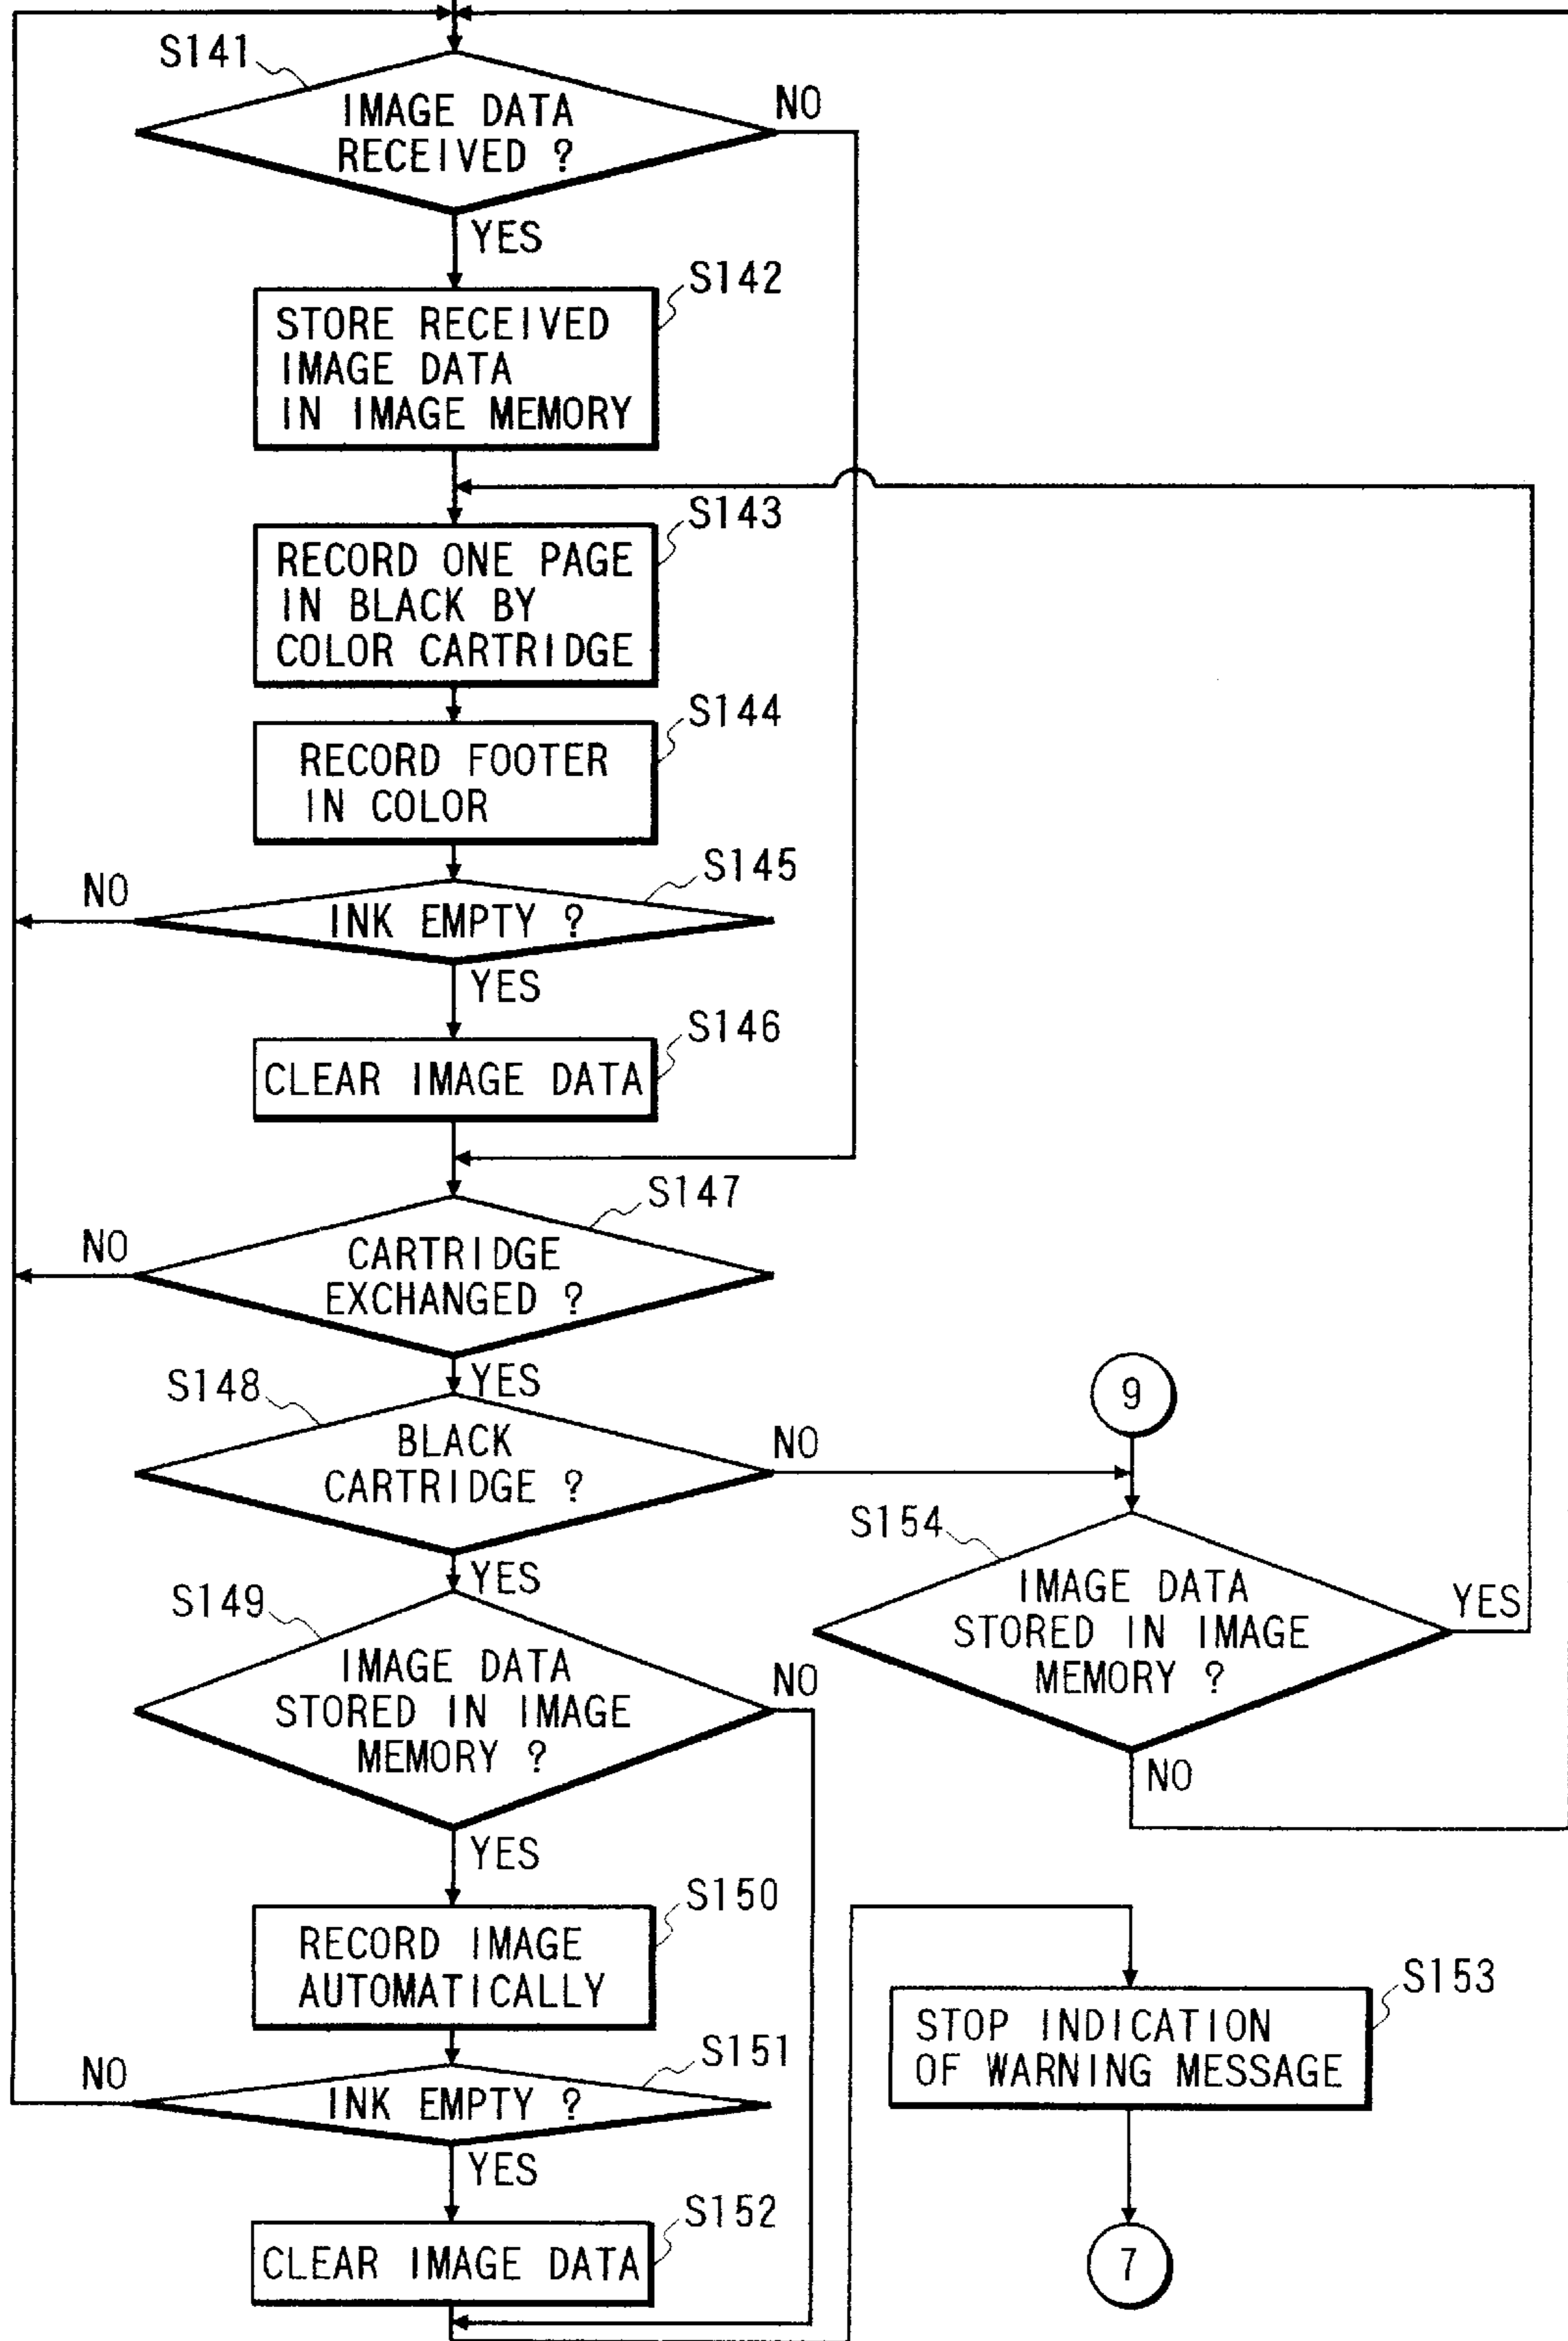 S141
IMAGE DATA
RECEIVED ?
NO
YES
S142
STORE RECEIVED
IMAGE DATA
IN IMAGE MEMORY
S143
RECORD ONE PAGE
IN BLACK BY
COLOR CARTRIDGE
S144
RECORD FOOTER
IN COLOR
S145
NO
INK EMPTY ?
YES
S146
CLEAR IMAGE DATA
S147
NO
CARTRIDGE
EXCHANGED ?
YES
S148
BLACK
CARTRIDGE ?
NO
YES
9
S154
IMAGE DATA
STORED IN IMAGE
MEMORY ?
YES
NO
S149
IMAGE DATA
STORED IN IMAGE
MEMORY ?
NO
YES
S150
RECORD IMAGE
AUTOMATICALLY
S151
NO
INK EMPTY ?
YES
S152
CLEAR IMAGE DATA
S153
STOP INDICATION
OF WARNING MESSAGE
7